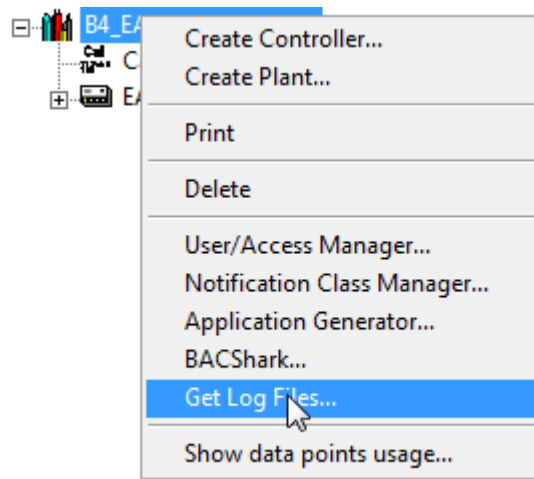 B4_EA
Create Controller...
Create Plant...
Print
Delete
User/Access Manager...
Notification Class Manager...
Application Generator...
BACShark...
Get Log Files...
Show data points usage...